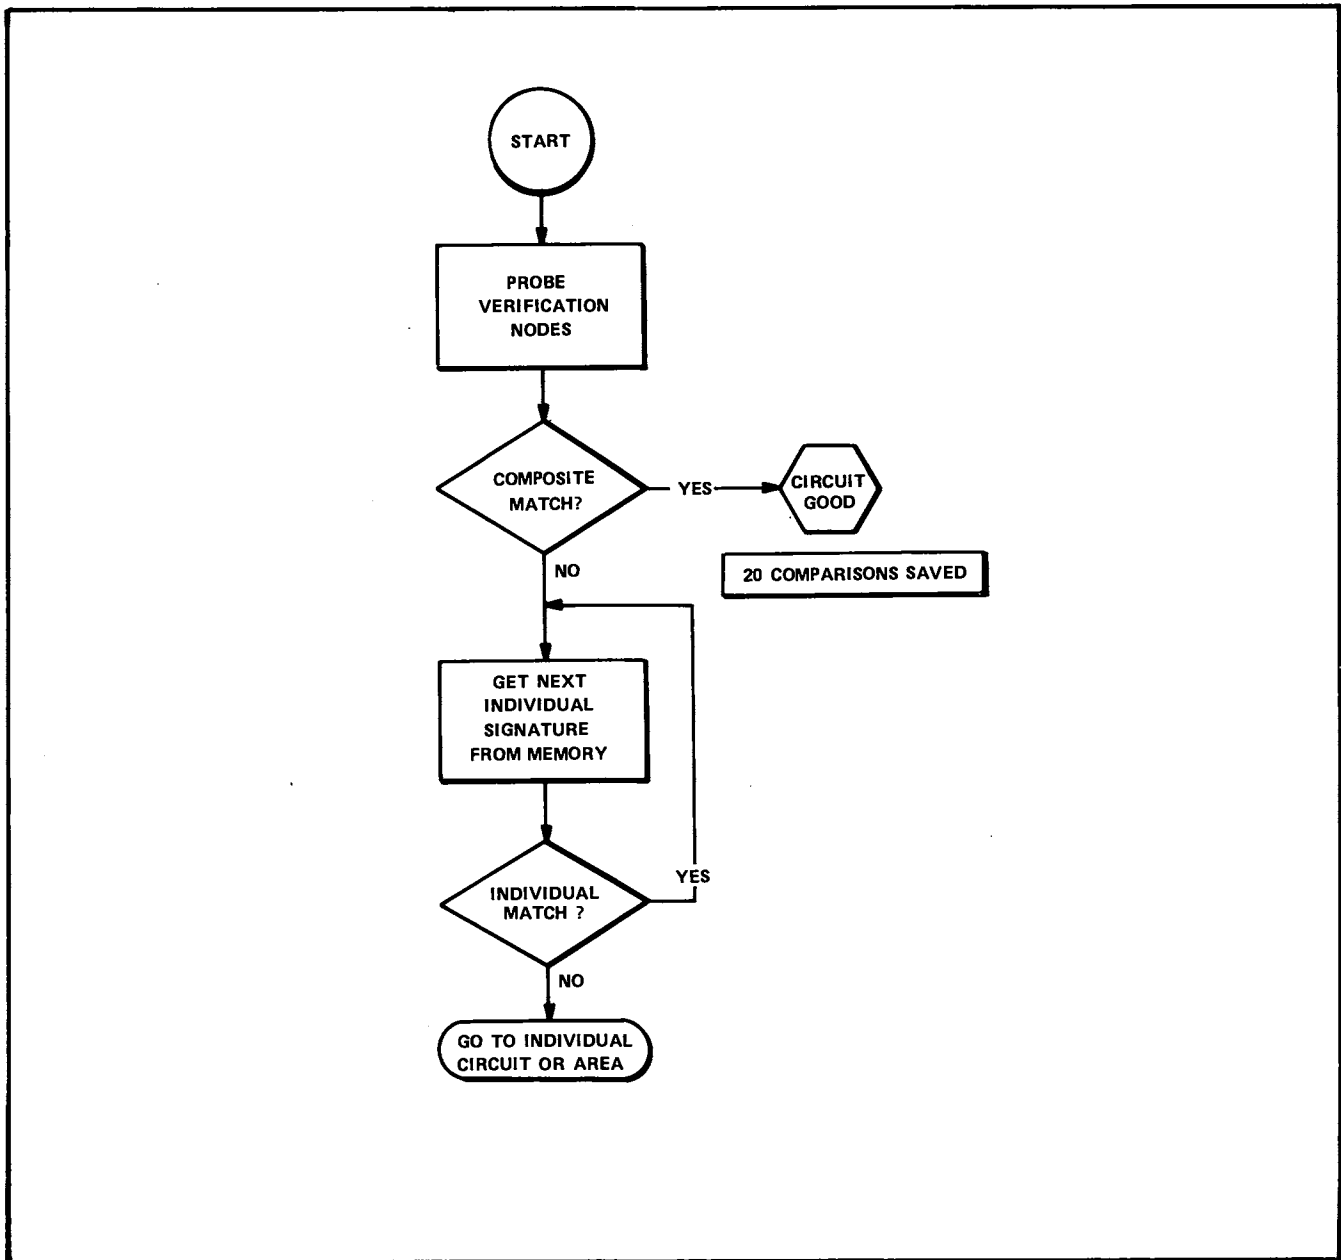 START
PROBE
VERIFICATION
NODES
COMPOSITE
MATCH?
YES
CIRCUIT
GOOD
NO
20 COMPARISONS SAVED
GET NEXT
INDIVIDUAL
SIGNATURE
FROM MEMORY
YES
INDIVIDUAL
MATCH ?
NO
GO TO INDIVIDUAL
CIRCUIT OR AREA